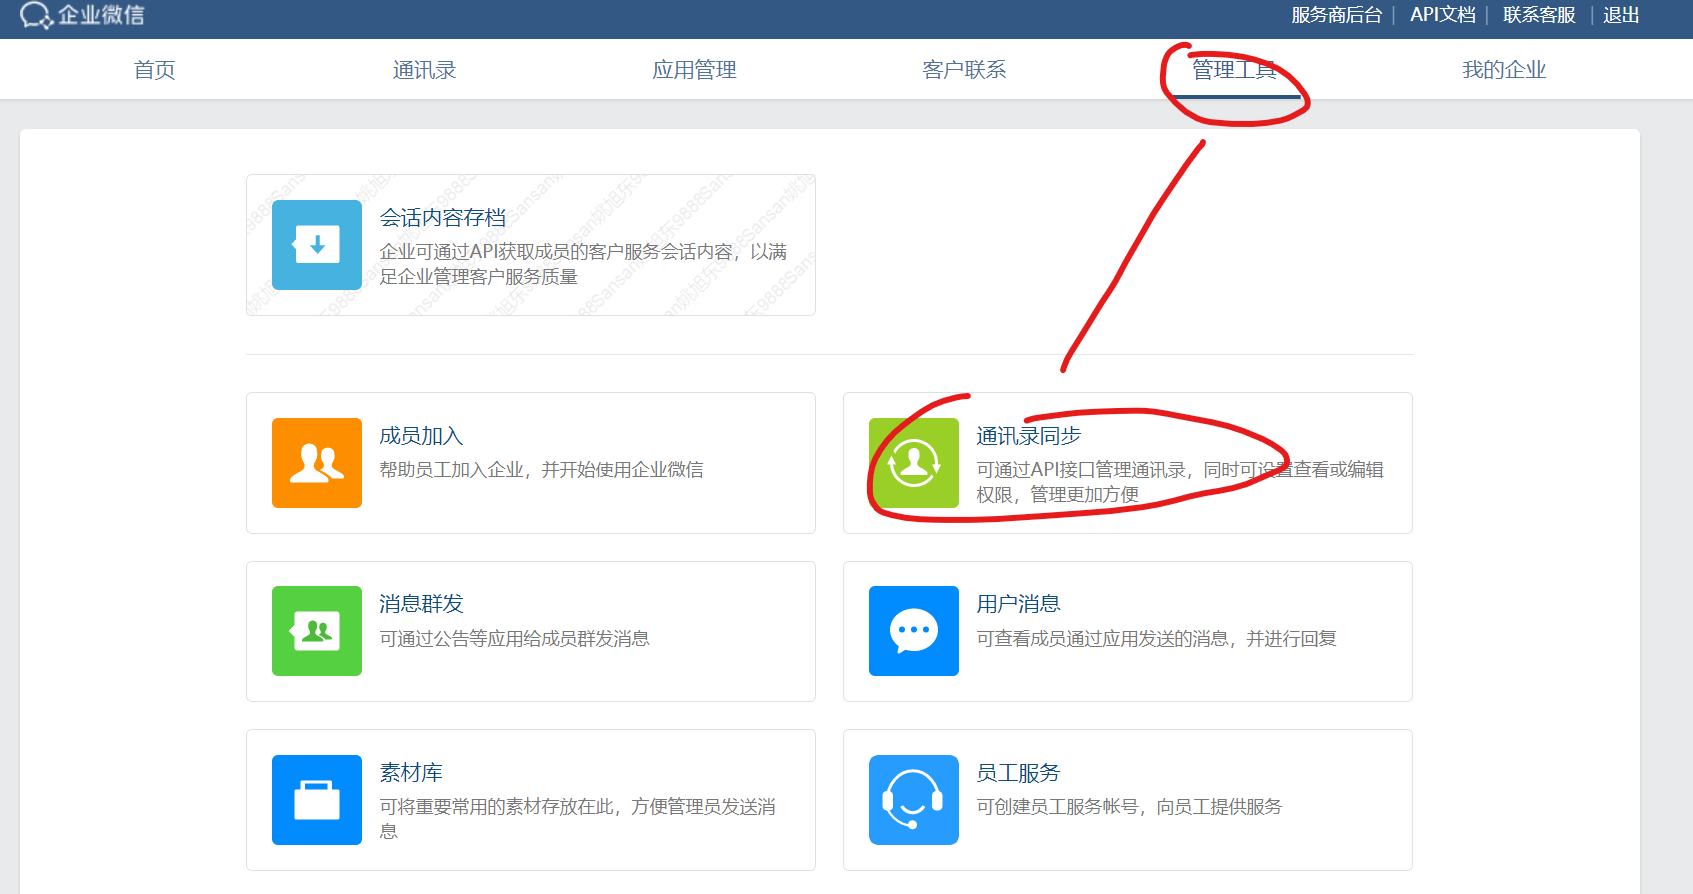 企业微信
服务商后台 | API文档 | 联系客服 | 退出
首页 通讯录 应用管理 客户联系 管理工具 我的企业
会话内容存档
企业可通过API获取成员的客户服务会话内容，以满
足企业管理客户服务质量
成员加入
帮助员工加入企业，并开始使用企业微信
通讯录同步
可通过API接口管理通讯录，同时可设置查看或编辑
权限，管理更加方便
消息群发
可通过公告等应用给成员群发消息
用户消息
可查看成员通过应用发送的消息，并进行回复
素材库
可将重要常用的素材存放在此，方便管理员发送消
息
员工服务
可创建员工服务帐号，向员工提供服务